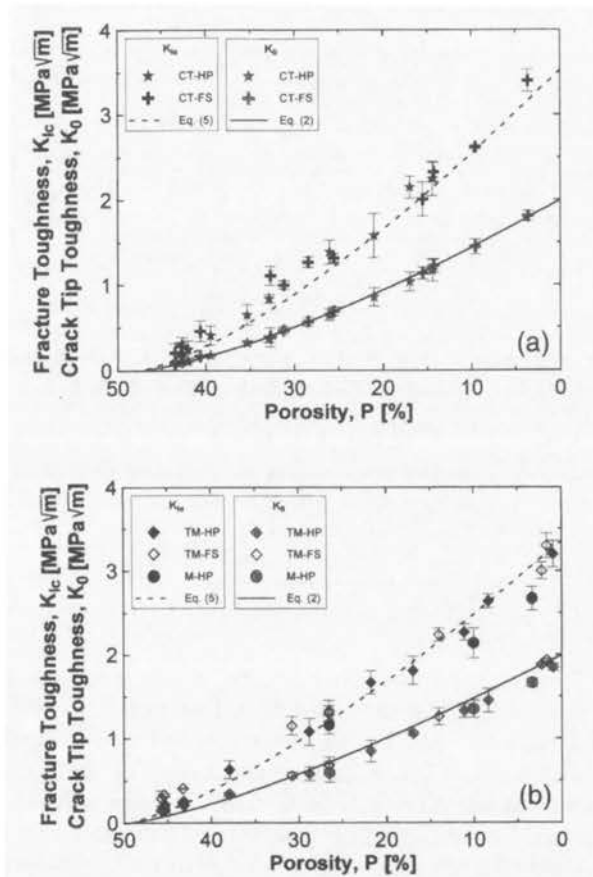 Fracture Toughness, K_Ic [MPa√m]
Crack Tip Toughness, K_0 [MPa√m]
4
3
2
1
0
K_Ic
CT-HP
CT-FS
Eq. (5)
K_0
CT-HP
CT-FS
Eq. (2)
(a)
50 40 30 20 10 0
Porosity, P [%]
Fracture Toughness, K_Ic [MPa√m]
Crack Tip Toughness, K_0 [MPa√m]
4
3
2
1
0
K_Ic
TM-HP
TM-FS
M-HP
Eq. (5)
K_0
TM-HP
TM-FS
M-HP
Eq. (2)
(b)
50 40 30 20 10 0
Porosity, P [%]